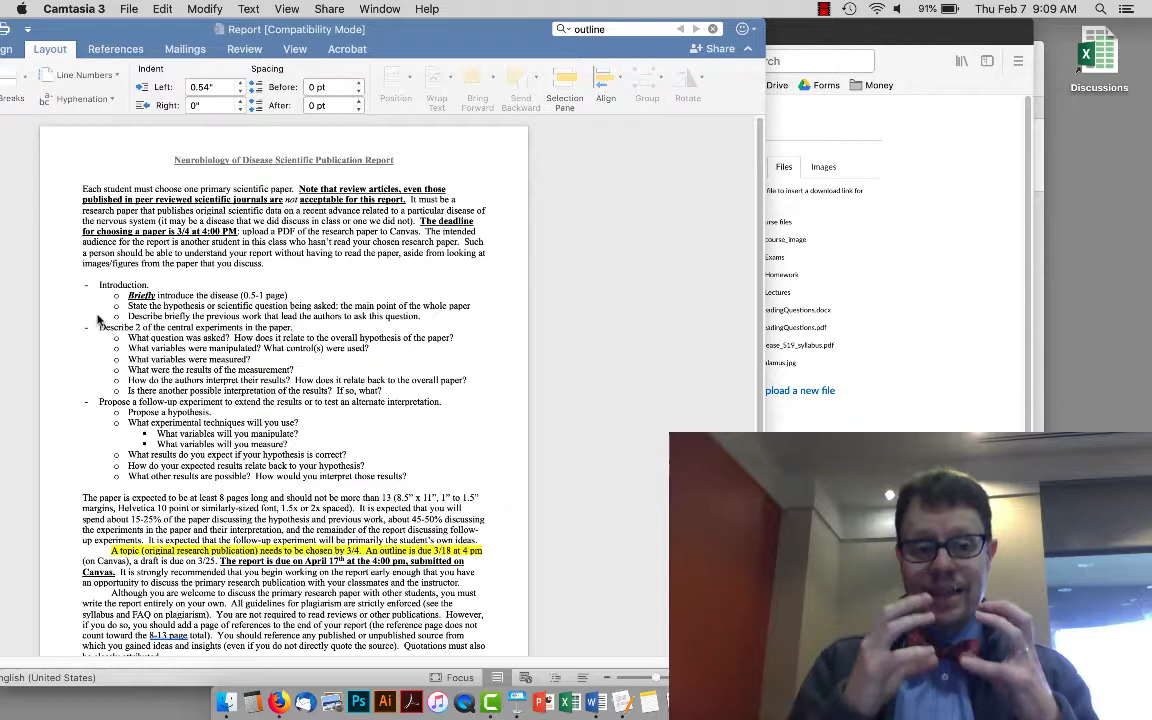 Camtasia 3 File Edit Modify Text View Share Window Help 91% Thu Feb 7 9:09 AM
Report [Compatibility Mode] outline
Layout References Mailings Review View Acrobat Share
Line Numbers Indent Spacing
Left: 0.54" Before: 0 pt
Breaks Hyphenation Right: 0" After: 0 pt
Position Wrap Text Bring Forward Send Backward Selection Pane Align Group Rotate
Drive Forms Money
Discussions
Files Images
file to insert a download link for
Exams
Homework
Lectures
Neurobiology of Disease Scientific Publication Report
Each student must choose one primary scientific paper. Note that review articles, even those
published in peer reviewed scientific journals are not acceptable for this report. It must be a
research paper that publishes original scientific data on a recent advance related to a particular disease of
the nervous system (it may be a disease that we did discuss in class or one we did not). The deadline
for choosing a paper is 3/4 at 4:00 PM: upload a PDF of the research paper to Canvas. The intended
audience for the report is another student in this class who hasn't read your chosen research paper. Such
a person should be able to understand your report without having to read the paper, aside from looking at
images/figures from the paper that you discuss.
- Introduction.
o Briefly introduce the disease (0.5-1 page)
o State the hypothesis or scientific question being asked: the main point of the whole paper
o Describe briefly the previous work that lead the authors to ask this question.
- Describe 2 of the central experiments in the paper.
o What question was asked? How does it relate to the overall hypothesis of the paper?
o What variables were manipulated? What control(s) were used?
o What variables were measured?
o What were the results of the measurement?
o How do the authors interpret their results? How does it relate back to the overall paper?
o Is there another possible interpretation of the results? If so, what?
- Propose a follow-up experiment to extend the results or to test an alternate interpretation.
o Propose a hypothesis.
o What experimental techniques will you use?
▪ What variables will you manipulate?
▪ What variables will you measure?
o What results do you expect if your hypothesis is correct?
o How do your expected results relate back to your hypothesis?
o What other results are possible? How would you interpret those results?
The paper is expected to be at least 8 pages long and should not be more than 13 (8.5" x 11", 1" to 1.5"
margins, Helvetica 10 point or similarly-sized font, 1.5x or 2x spaced). It is expected that you will
spend about 15-25% of the paper discussing the hypothesis and previous work, about 45-50% discussing
the experiments in the paper and their interpretation, and the remainder of the report discussing follow-
up experiments. It is expected that the follow-up experiment will be primarily the student's own ideas.
A topic (original research publication) needs to be chosen by 3/4. An outline is due 3/18 at 4 pm
(on Canvas), a draft is due on 3/25. The report is due on April 17th at the 4:00 pm, submitted on
Canvas. It is strongly recommended that you begin working on the report early enough that you have
an opportunity to discuss the primary research publication with your classmates and the instructor.
Although you are welcome to discuss the primary research paper with other students, you must
write the report entirely on your own. All guidelines for plagiarism are strictly enforced (see the
syllabus and FAQ on plagiarism). You are not required to read reviews or other publications. However,
if you do so, you should add a page of references to the end of your report (the reference page does not
count toward the 8-13 page total). You should reference any published or unpublished source from
which you gained ideas and insights (even if you do not directly quote the source). Quotations must also
English (United States) Focus